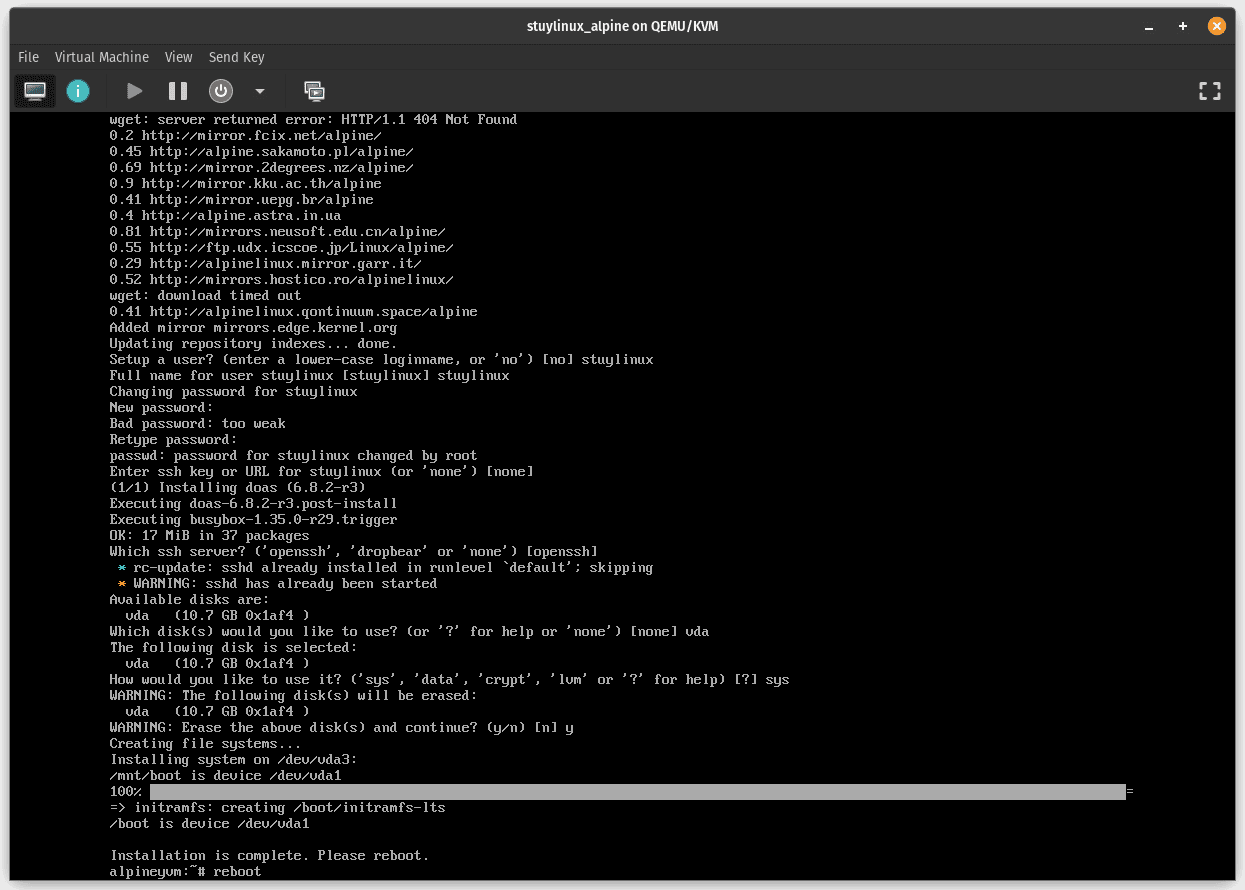 stuylinux_alpine on QEMU/KVM
File Virtual Machine View Send Key
wget: server returned error: HTTP/1.1 404 Not Found
0.2 http://mirror.fcix.net/alpine/
0.45 http://alpine.sakamoto.pl/alpine/
0.69 http://mirror.2degrees.nz/alpine/
0.9 http://mirror.kku.ac.th/alpine
0.41 http://mirror.uepg.br/alpine
0.4 http://alpine.astra.in.ua
0.81 http://mirrors.neusoft.edu.cn/alpine/
0.55 http://ftp.udx.icscoe.jp/Linux/alpine/
0.29 http://alpinelinux.mirror.garr.it/
0.52 http://mirrors.hostico.ro/alpinelinux/
wget: download timed out
0.41 http://alpinelinux.qontinuum.space/alpine
Added mirror mirrors.edge.kernel.org
Updating repository indexes... done.
Setup a user? (enter a lower-case loginname, or 'no') [no] stuylinux
Full name for user stuylinux [stuylinux] stuylinux
Changing password for stuylinux
New password:
Bad password: too weak
Retype password:
passwd: password for stuylinux changed by root
Enter ssh key or URL for stuylinux (or 'none') [none]
(1/1) Installing doas (6.8.2-r3)
Executing doas-6.8.2-r3.post-install
Executing busybox-1.35.0-r29.trigger
OK: 17 MiB in 37 packages
Which ssh server? ('openssh', 'dropbear' or 'none') [openssh]
* rc-update: sshd already installed in runlevel `default'; skipping
* WARNING: sshd has already been started
Available disks are:
vda (10.7 GB 0x1af4 )
Which disk(s) would you like to use? (or '?' for help or 'none') [none] vda
The following disk is selected:
vda (10.7 GB 0x1af4 )
How would you like to use it? ('sys', 'data', 'crypt', 'lvm' or '?' for help) [?] sys
WARNING: The following disk(s) will be erased:
vda (10.7 GB 0x1af4 )
WARNING: Erase the above disk(s) and continue? (y/n) [n] y
Creating file systems...
Installing system on /dev/vda3:
/mnt/boot is device /dev/vda1
100% =
=> initramfs: creating /boot/initramfs-lts
/boot is device /dev/vda1
Installation is complete. Please reboot.
alpineyvm:~# reboot